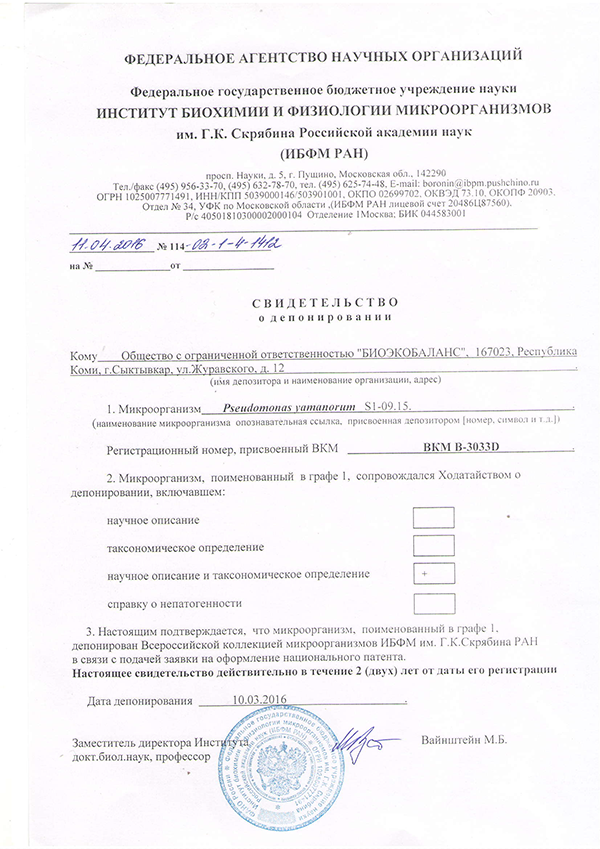 ФЕДЕРАЛЬНОЕ АГЕНТСТВО НАУЧНЫХ ОРГАНИЗАЦИЙ
Федеральное государственное бюджетное учреждение науки
ИНСТИТУТ БИОХИМИИ И ФИЗИОЛОГИИ МИКРООРГАНИЗМОВ
им. Г.К. Скрябина Российской академии наук
(ИБФМ РАН)
просп. Науки, д. 5, г. Пущино, Московская обл., 142290
Тел./факс (495) 956-33-70, (495) 632-78-70, тел. (495) 625-74-48, E-mail: boronin@ibpm.pushchino.ru
ОГРН 1025007771491, ИНН/КПП 5039000146/503901001, ОКПО 02699702, ОКВЭД 73.10, ОКОПФ 20903.
Отдел № 34, УФК по Московской области ,(ИБФМ РАН лицевой счет 20486Ц87560).
Р/с 40501810300002000104 Отделение 1Москва; БИК 044583001
11.04.2016 № 114-02-1-4-1412
на № от
СВИДЕТЕЛЬСТВО
о депонировании
Кому Общество с ограниченной ответственностью "БИОЭКОБАЛАНС", 167023, Республика
Коми, г.Сыктывкар, ул.Журавского, д. 12
(имя депозитора и наименование организации, адрес)
1. Микроорганизм Pseudomonas yamanorum S1-09.15.
(наименование микроорганизма опознавательная ссылка, присвоенная депозитором [номер, символ и т.д.])
Регистрационный номер, присвоенный ВКМ ВКМ B-3033D
2. Микроорганизм, поименованный в графе 1, сопровождался Ходатайством о
депонировании, включавшем:
научное описание
таксономическое определение
научное описание и таксономическое определение +
справку о непатогенности
3. Настоящим подтверждается, что микроорганизм, поименованный в графе 1,
депонирован Всероссийской коллекцией микроорганизмов ИБФМ им. Г.К.Скрябина РАН
в связи с подачей заявки на оформление национального патента.
Настоящее свидетельство действительно в течение 2 (двух) лет от даты его регистрации
Дата депонирования 10.03.2016
Заместитель директора Института
докт.биол.наук, профессор
Вайнштейн М.Б.